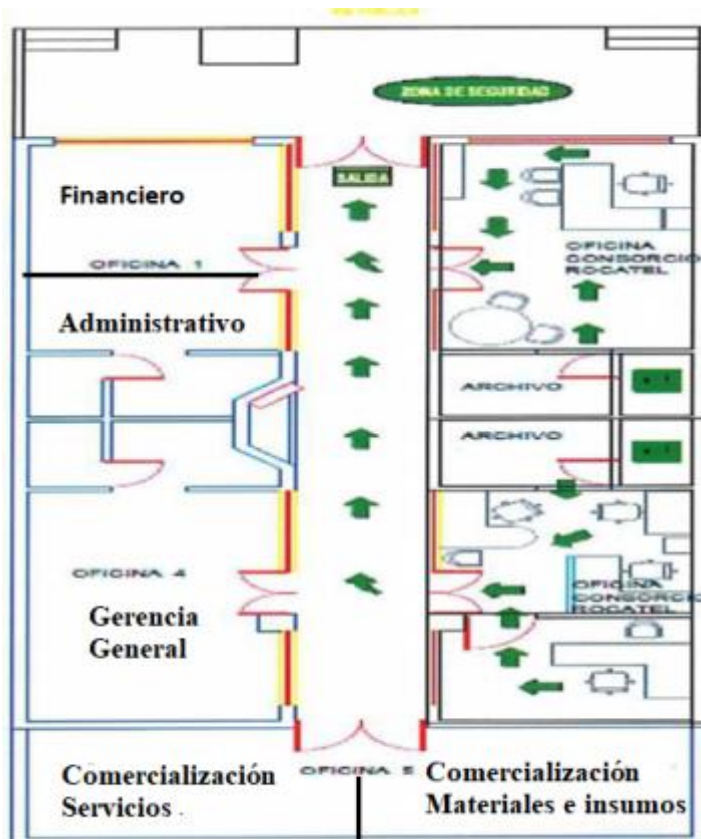 ZONA DE SEGURIDAD
SALIDA
Financiero
OFICINA 1
OFICINA
CONSORCIO
ROCATEL
Administrativo
ARCHIVO
ARCHIVO
OFICINA 4
OFICINA
CONSORCIO
ROCATEL
Gerencia
General
OFICINA 5
Comercialización
Servicios .
Comercialización
Materiales e insumos